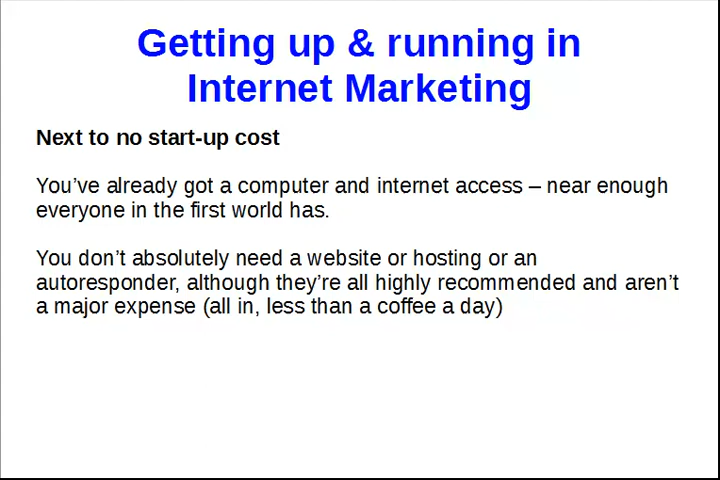 Getting up & running in
Internet Marketing
Next to no start-up cost
You’ve already got a computer and internet access – near enough
everyone in the first world has.
You don’t absolutely need a website or hosting or an
autoresponder, although they’re all highly recommended and aren’t
a major expense (all in, less than a coffee a day)